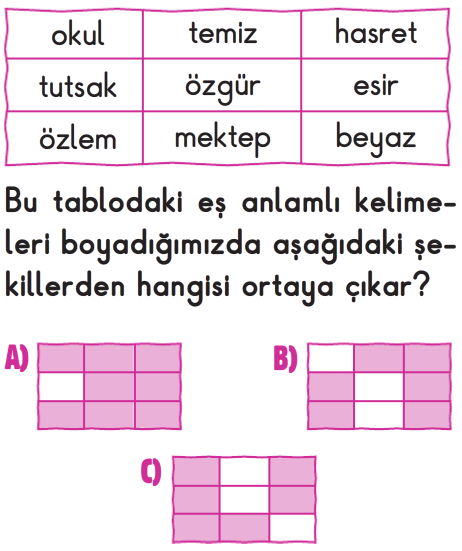 okul temiz hasret
tutsak özgür esir
özlem mektep beyaz
Bu tablodaki eş anlamlı kelime-
leri boyadığımızda aşağıdaki şe-
killerden hangisi ortaya çıkar?
A) B)
C)